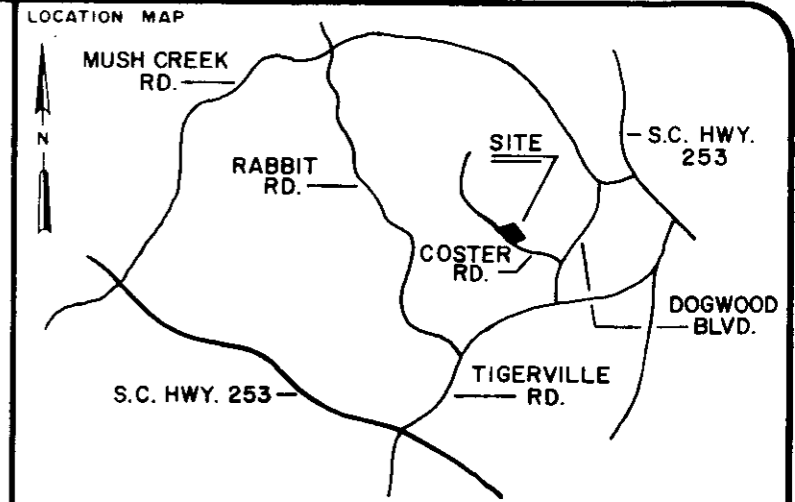 LOCATION MAP
MUSH CREEK
RD.
N
RABBIT
RD.
SITE
S.C. HWY.
253
COSTER
RD.
DOGWOOD
BLVD.
S.C. HWY. 253
TIGERVILLE
RD.